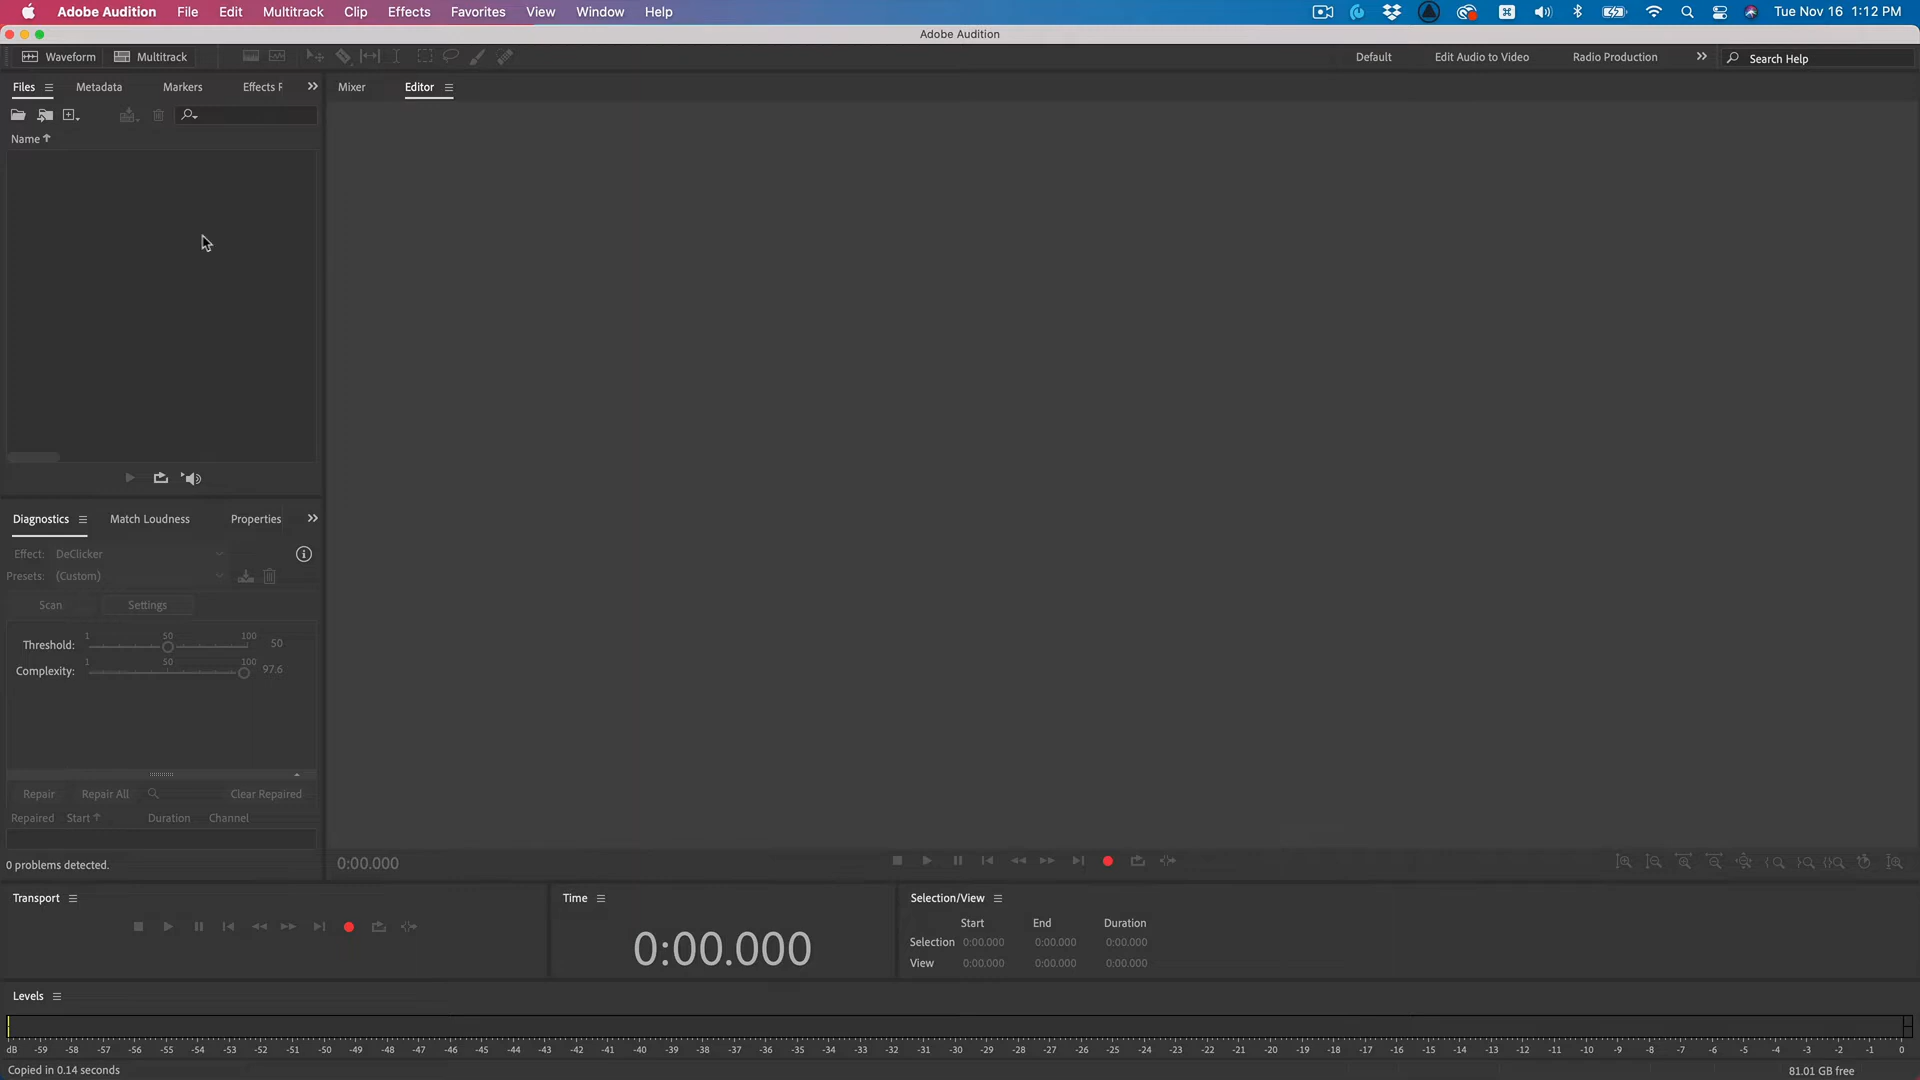 Adobe Audition File Edit Multitrack Clip Effects Favorites View Window Help Tue Nov 16 1:12 PM
Adobe Audition
Waveform Multitrack Default Edit Audio to Video Radio Production Search Help
Files Metadata Markers Effects Mixer Editor
Name
Diagnostics Match Loudness Properties
Effect: DeClicker
Presets: (Custom)
Scan Settings
1 50 100
Threshold: 50
1 50 100
Complexity: 97.6
Repair Repair All Clear Repaired
Repaired Start Duration Channel
0 problems detected.
0:00.000
Transport Time Selection/View
Start End Duration
Selection 0:00.000 0:00.000 0:00.000
View 0:00.000 0:00.000 0:00.000
0:00.000
Levels
dB -59 -58 -57 -56 -55 -54 -53 -52 -51 -50 -49 -48 -47 -46 -45 -44 -43 -42 -41 -40 -39 -38 -37 -36 -35 -34 -33 -32 -31 -30 -29 -28 -27 -26 -25 -24 -23 -22 -21 -20 -19 -18 -17 -16 -15 -14 -13 -12 -11 -10 -9 -8 -7 -6 -5 -4 -3 -2 -1 0
Copied in 0.14 seconds 81.01 GB free